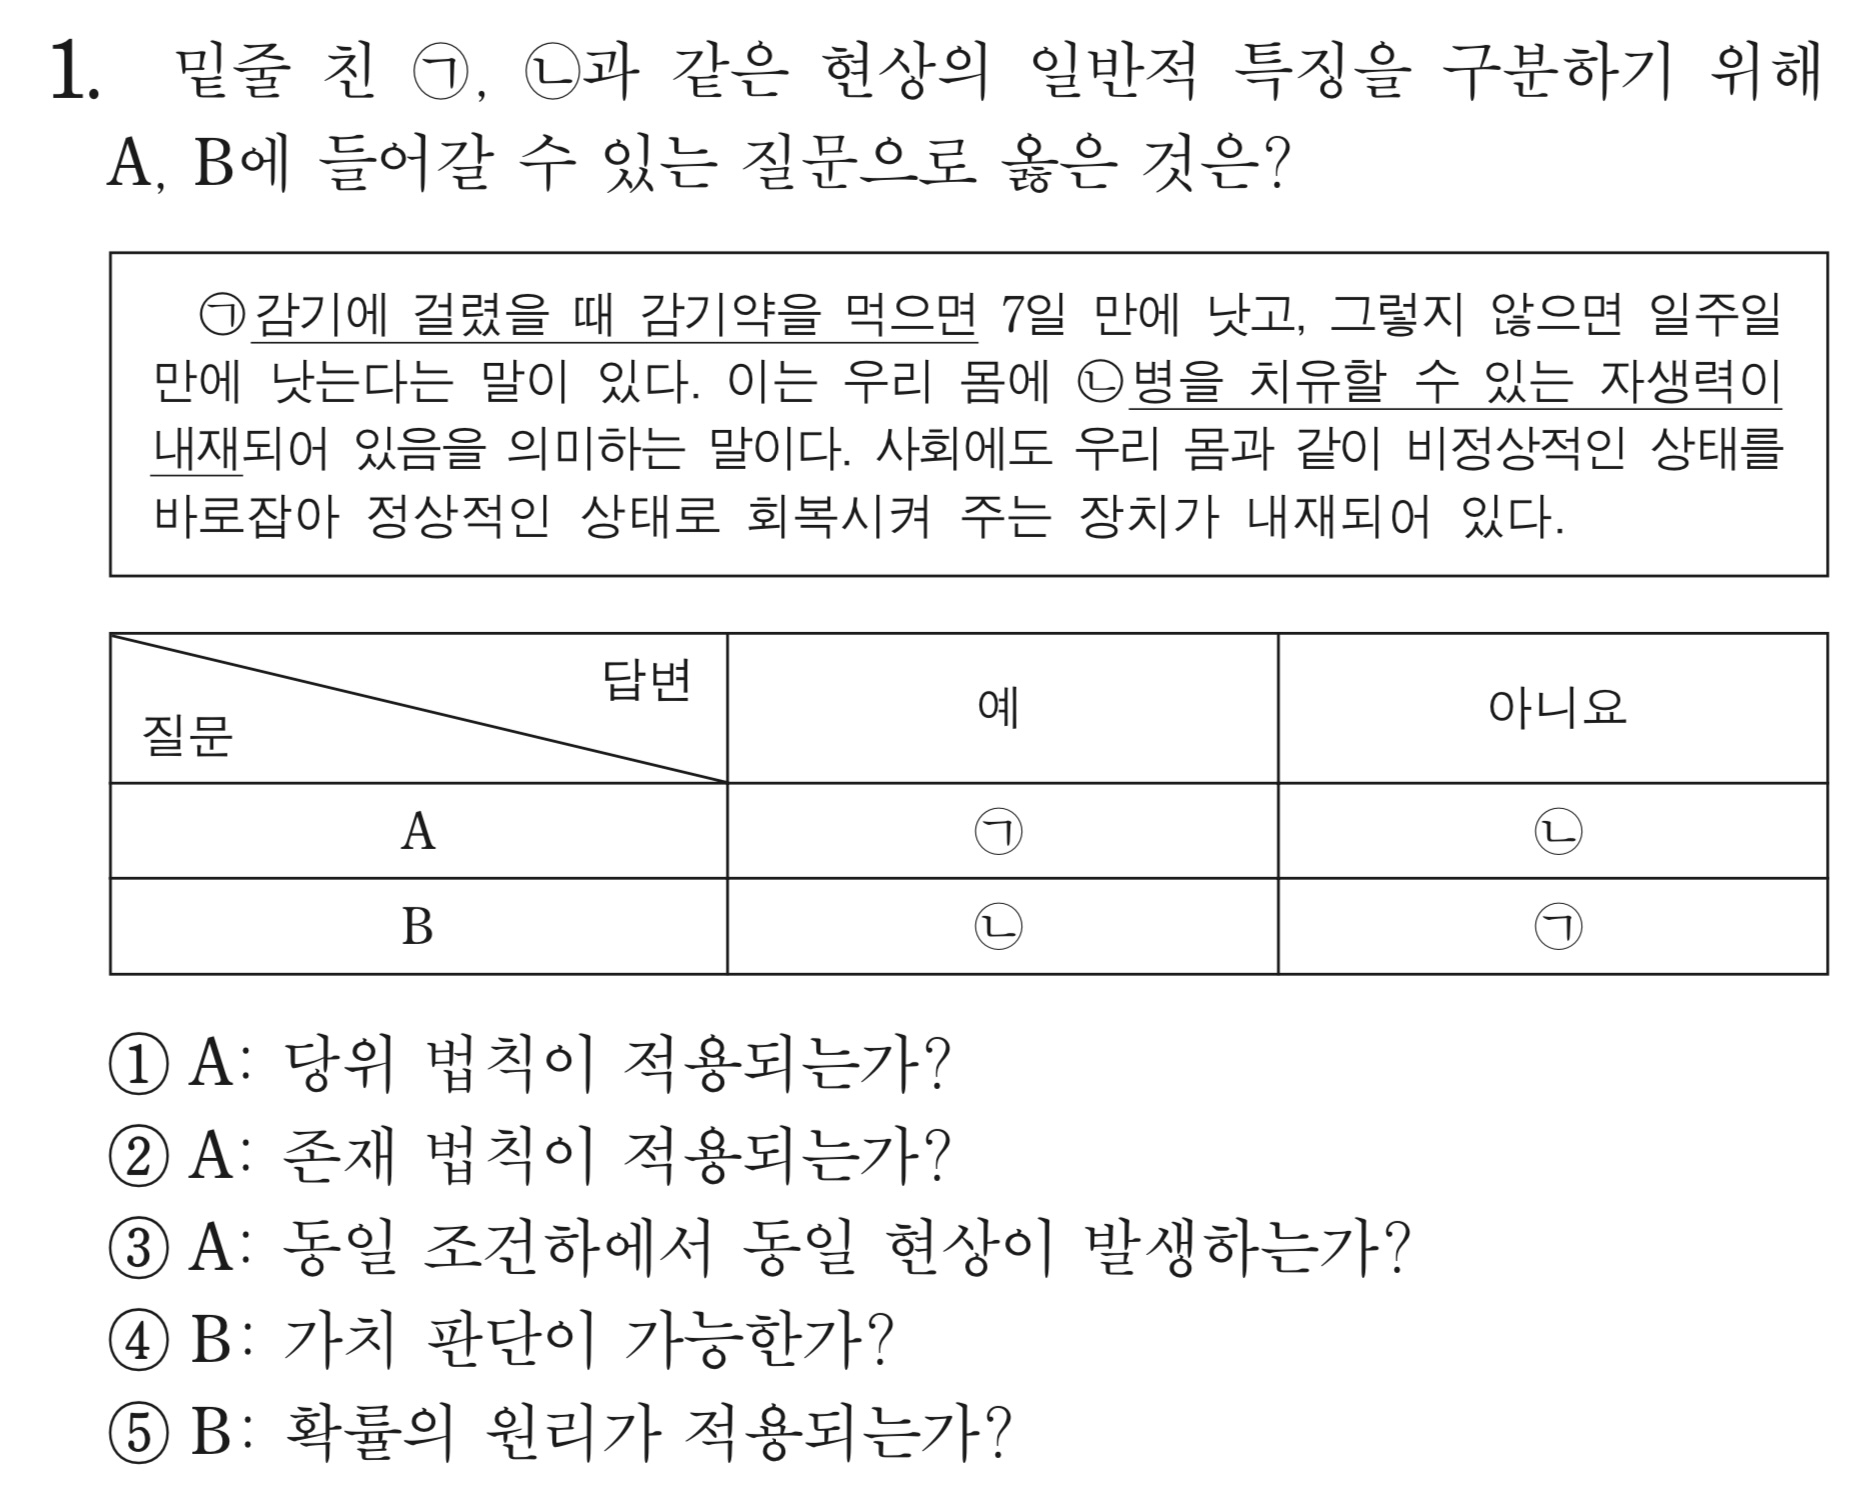 1. 밑줄 친 ㉠, ㉡과 같은 현상의 일반적 특징을 구분하기 위해
A, B에 들어갈 수 있는 질문으로 옳은 것은?
㉠감기에 걸렸을 때 감기약을 먹으면 7일 만에 낫고, 그렇지 않으면 일주일
만에 낫는다는 말이 있다. 이는 우리 몸에 ㉡병을 치유할 수 있는 자생력이
내재되어 있음을 의미하는 말이다. 사회에도 우리 몸과 같이 비정상적인 상태를
바로잡아 정상적인 상태로 회복시켜 주는 장치가 내재되어 있다.
답변
질문
예
아니요
A
㉠
㉡
B
㉡
㉠
① A: 당위 법칙이 적용되는가?
② A: 존재 법칙이 적용되는가?
③ A: 동일 조건하에서 동일 현상이 발생하는가?
④ B: 가치 판단이 가능한가?
⑤ B: 확률의 원리가 적용되는가?